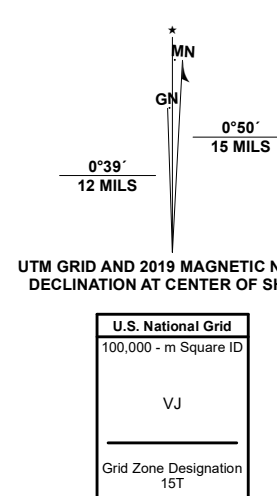 ★
MN
GN
0°50´
15 MILS
0°39´
12 MILS
UTM GRID AND 2019 MAGNETIC
DECLINATION AT CENTER OF
U.S. National Grid
100,000 - m Square ID
VJ
Grid Zone Designation
15T